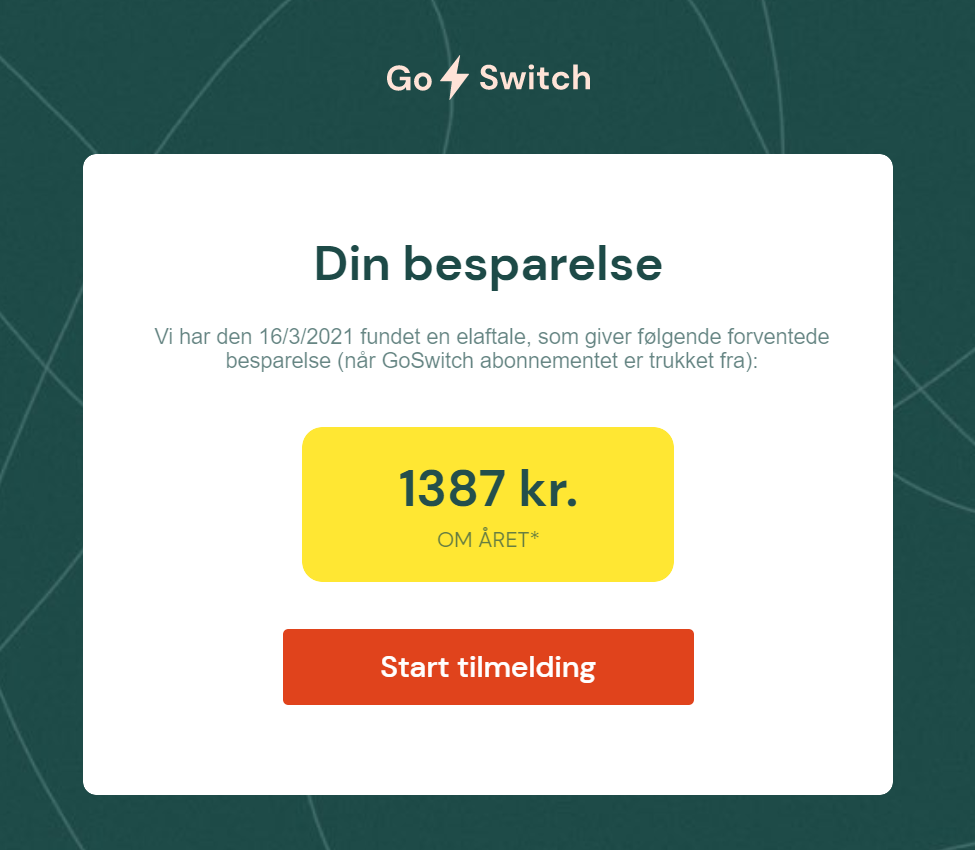 Go Switch
Din besparelse
Vi har den 16/3/2021 fundet en elaftale, som giver følgende forventede
besparelse (når GoSwitch abonnementet er trukket fra):
1387 kr.
OM ÅRET*
Start tilmelding